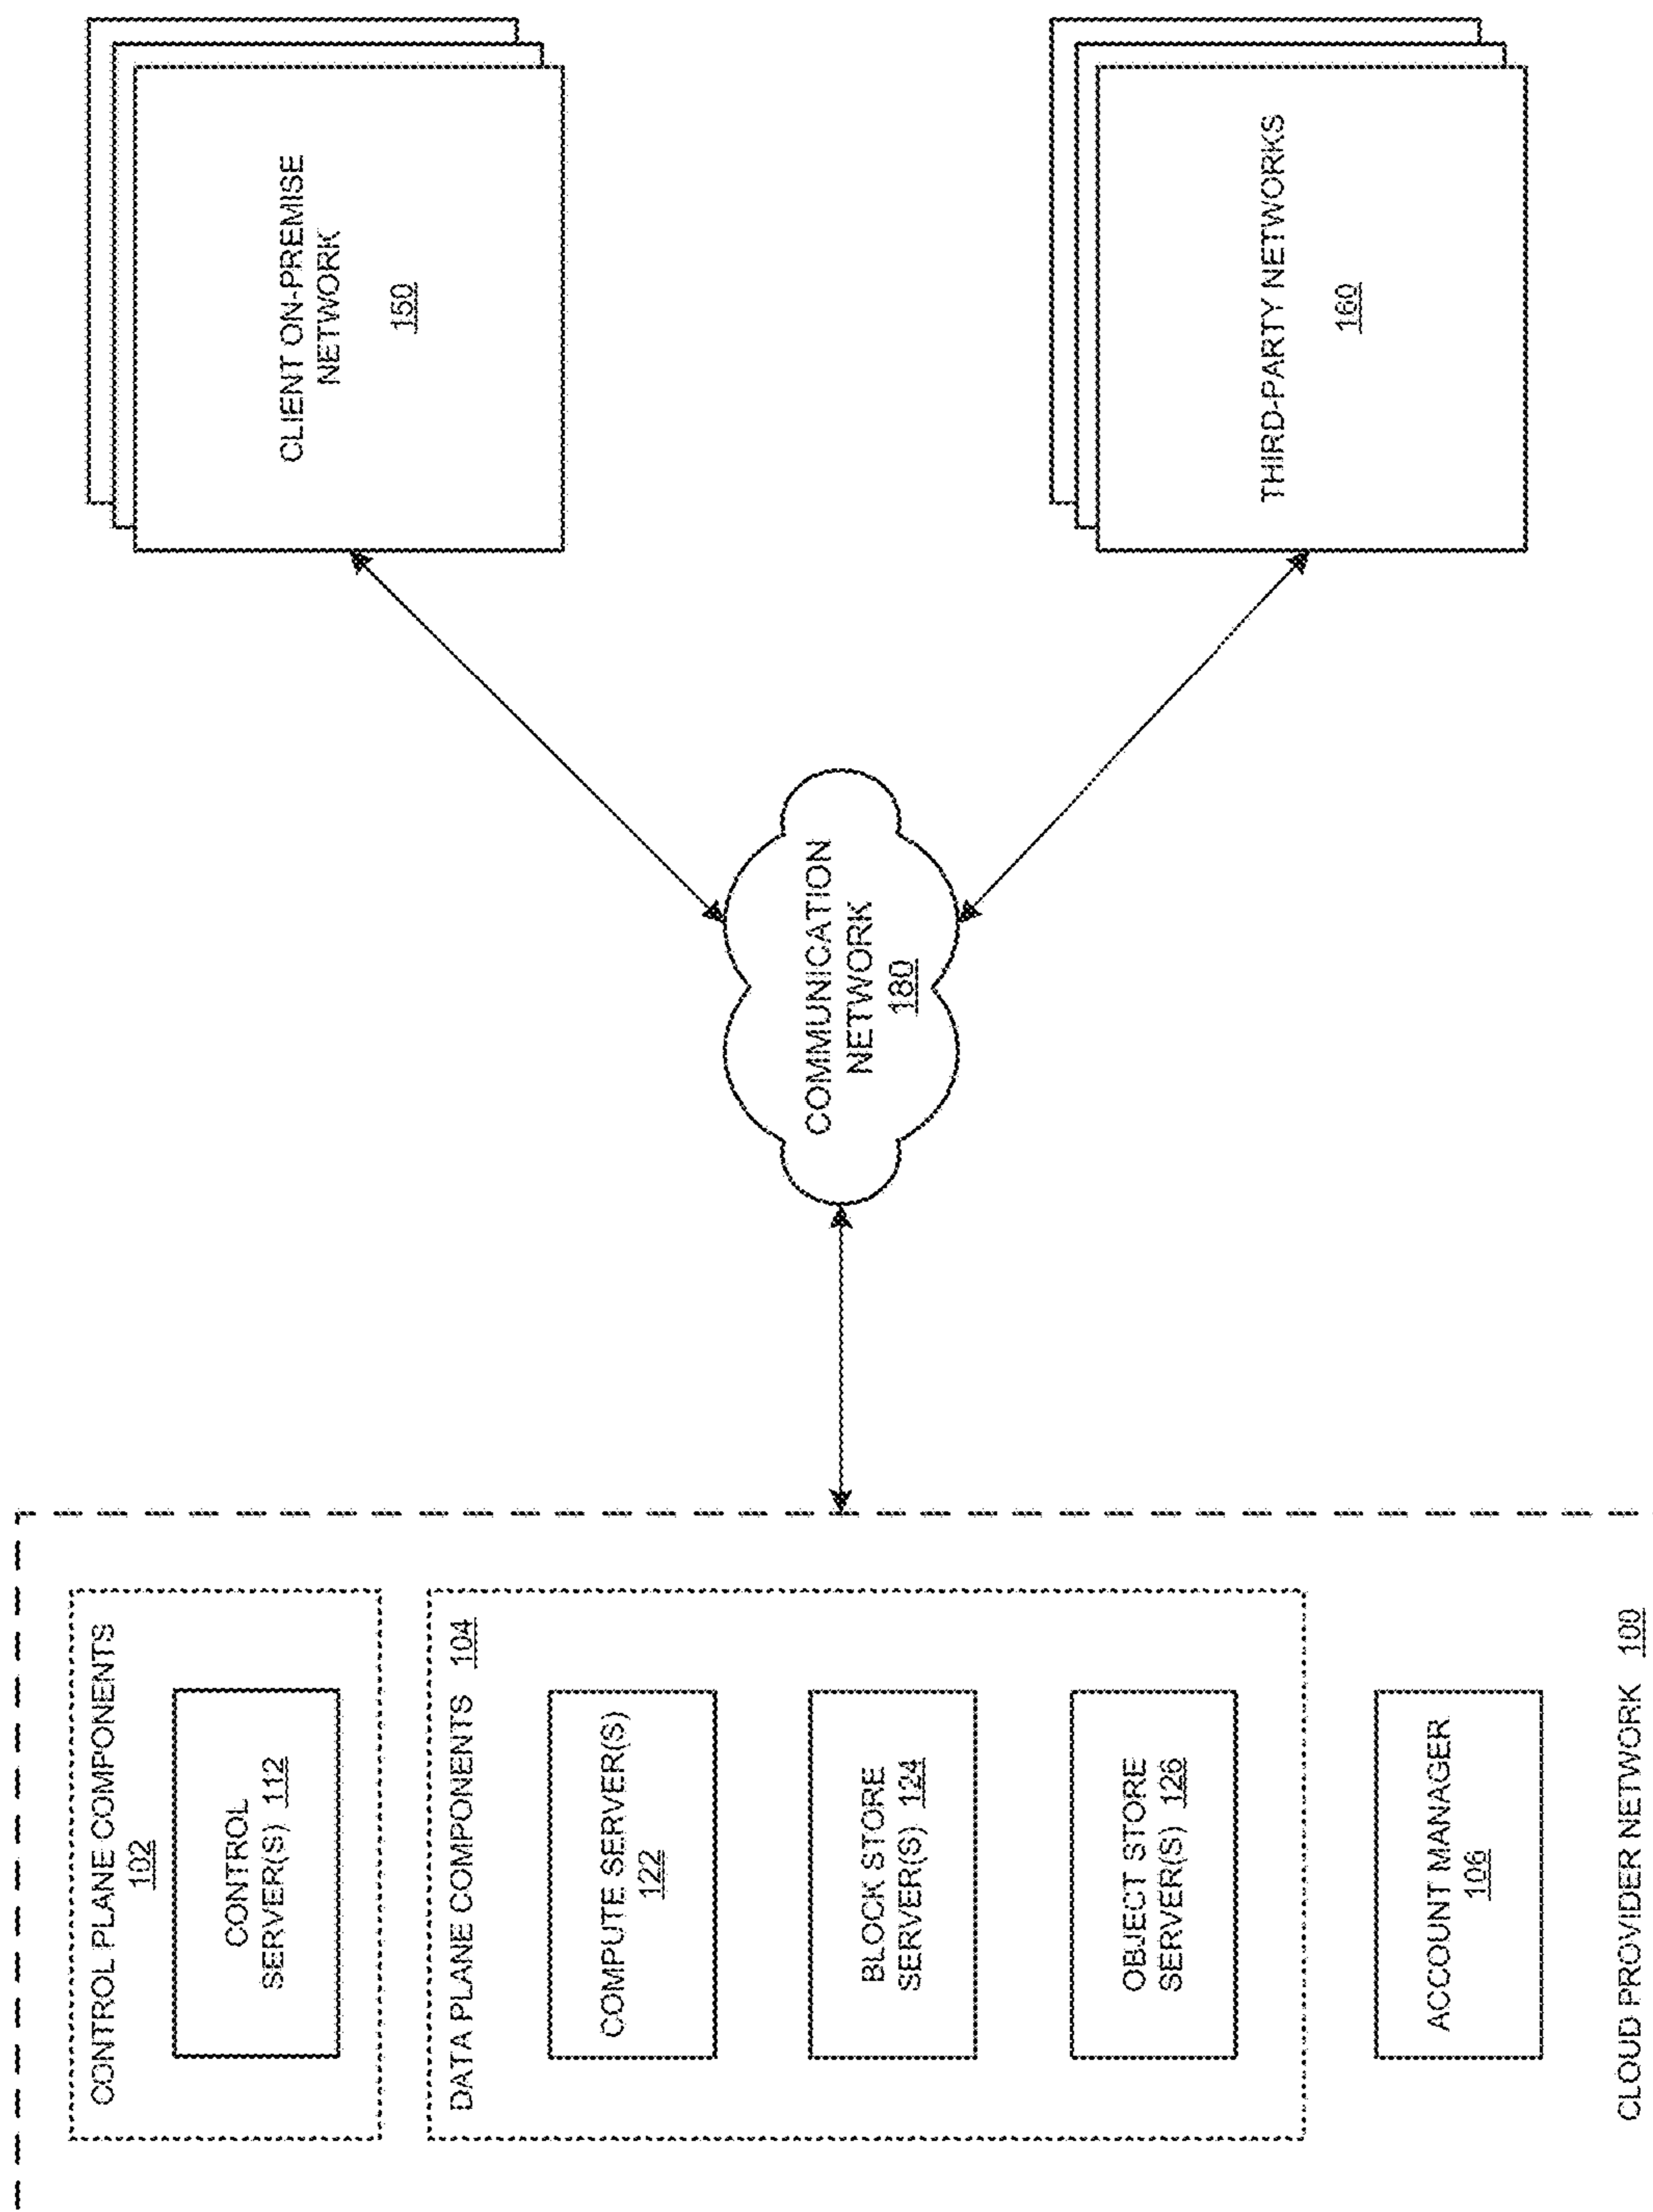 CONTROL PLANE COMPONENTS
102
CONTROL
SERVER(S) 112
DATA PLANE COMPONENTS 104
COMPUTE SERVER(S)
122
BLOCK STORE
SERVER(S) 124
OBJECT STORE
SERVER(S) 126
ACCOUNT MANAGER
106
CLOUD PROVIDER NETWORK 100
COMMUNICATION
NETWORK
180
CLIENT ON-PREMISE
NETWORK
150
THIRD-PARTY NETWORKS
160